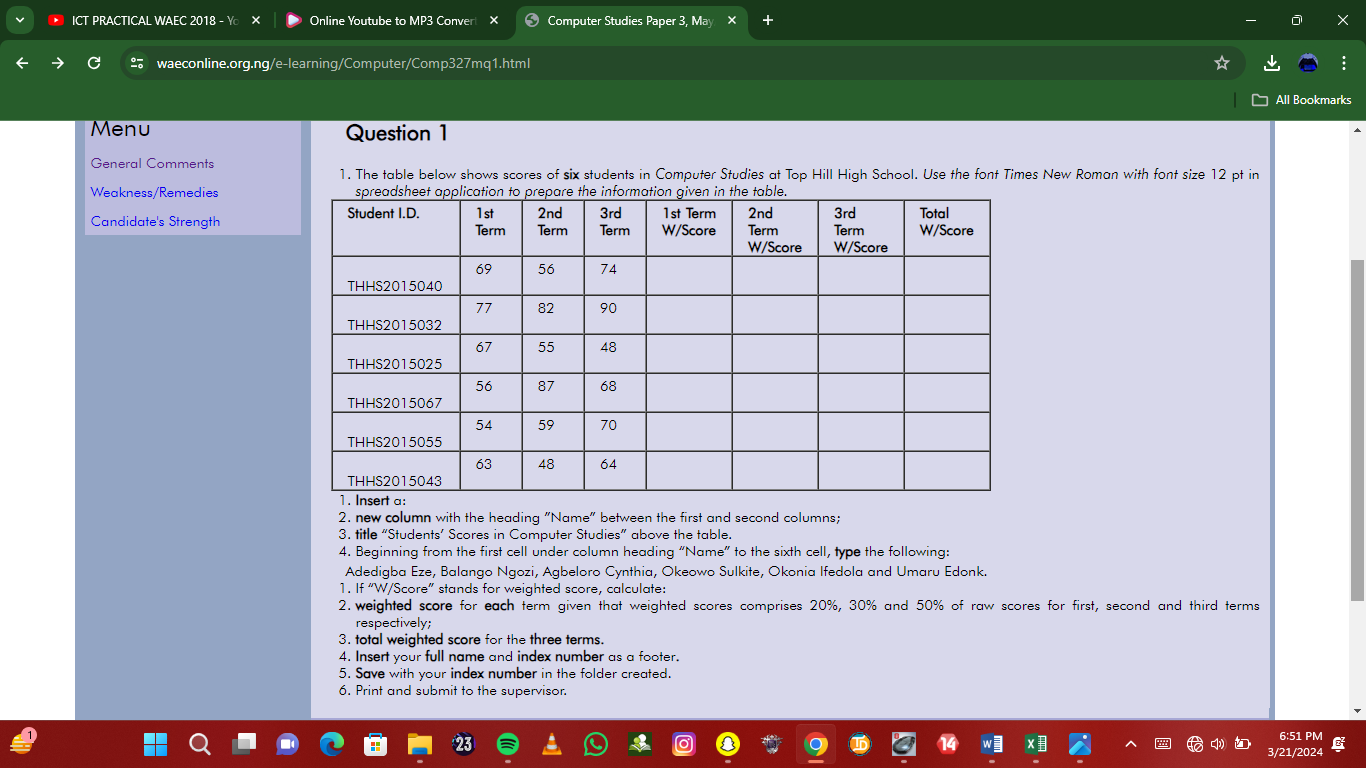 ICT PRACTICAL WAEC 2018 - Yo
Online Youtube to MP3 Convert
Computer Studies Paper 3, May
waeconline.org.ng/e-learning/Computer/Comp327mq1.html
All Bookmarks
Menu
General Comments
Weakness/Remedies
Candidate's Strength
Question 1
1. The table below shows scores of six students in Computer Studies at Top Hill High School. Use the font Times New Roman with font size 12 pt in
spreadsheet application to prepare the information given in the table.
Student I.D. 1st Term 2nd Term 3rd Term 1st Term W/Score 2nd Term W/Score 3rd Term W/Score Total W/Score
THHS2015040 69 56 74
THHS2015032 77 82 90
THHS2015025 67 55 48
THHS2015067 56 87 68
THHS2015055 54 59 70
THHS2015043 63 48 64
1. Insert a:
2. new column with the heading "Name" between the first and second columns;
3. title "Students' Scores in Computer Studies" above the table.
4. Beginning from the first cell under column heading "Name" to the sixth cell, type the following:
Adedigba Eze, Balango Ngozi, Agbeloro Cynthia, Okeowo Sulkite, Okonia Ifedola and Umaru Edonk.
1. If "W/Score" stands for weighted score, calculate:
2. weighted score for each term given that weighted scores comprises 20%, 30% and 50% of raw scores for first, second and third terms
respectively;
3. total weighted score for the three terms.
4. Insert your full name and index number as a footer.
5. Save with your index number in the folder created.
6. Print and submit to the supervisor.
1
23
14
6:51 PM
3/21/2024